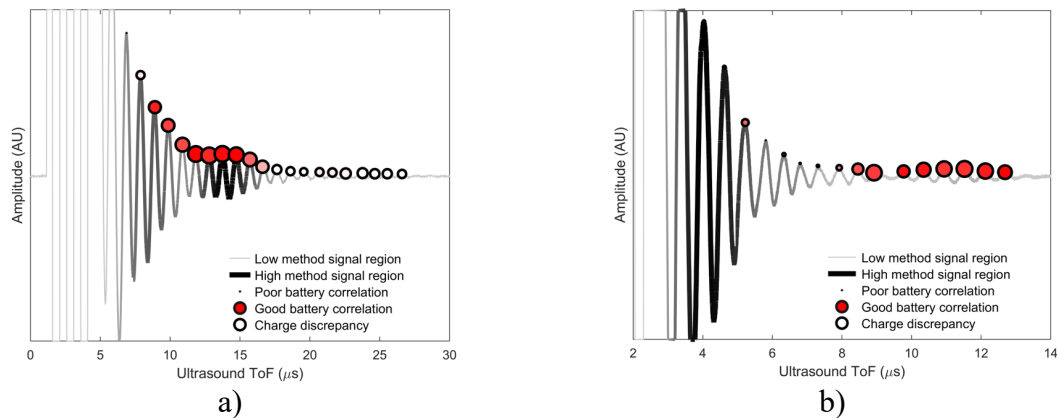 Amplitude (AU)
Low method signal region
High method signal region
Poor battery correlation
Good battery correlation
Charge discrepancy
0 5 10 15 20 25 30
Ultrasound ToF (μs)
a)
Amplitude (AU)
Low method signal region
High method signal region
Poor battery correlation
Good battery correlation
Charge discrepancy
2 4 6 8 10 12 14
Ultrasound ToF (μs)
b)